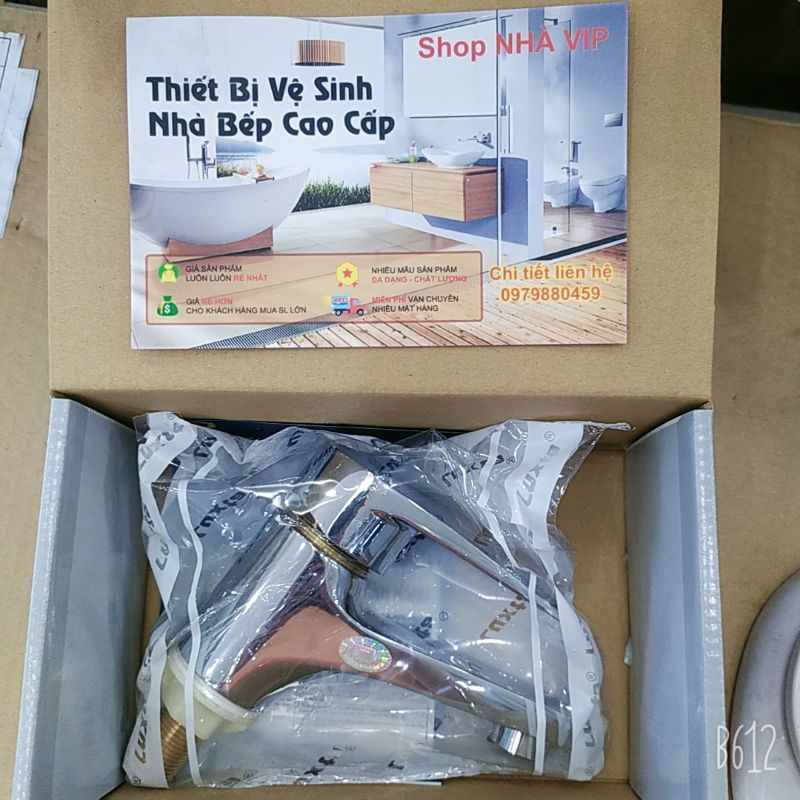 Shop NHÀ VIP
Thiết Bị Vệ Sinh
Nhà Bếp Cao Cấp
GIÁ SẢN PHẨM
LUÔN LUÔN RẺ NHẤT
NHIỀU MẪU SẢN PHẨM
ĐA DẠNG - CHẤT LƯỢNG
GIÁ RẺ HƠN
CHO KHÁCH HÀNG MUA SL LỚN
MIỄN PHÍ VẬN CHUYỂN
NHIỀU MẶT HÀNG
Chi tiết liên hệ
0979880459
B612